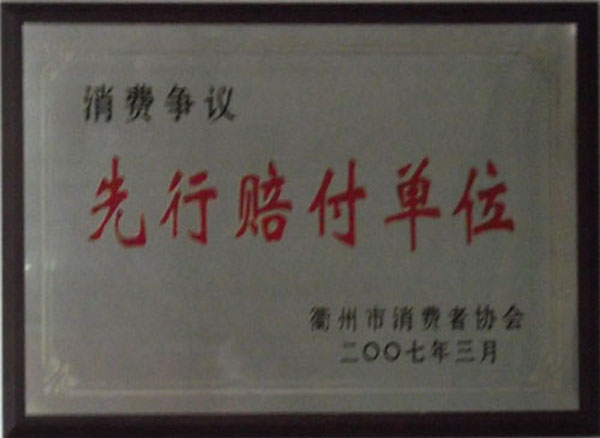 消费争议
先行赔付单位
衢州市消费者协会
二〇〇七年三月